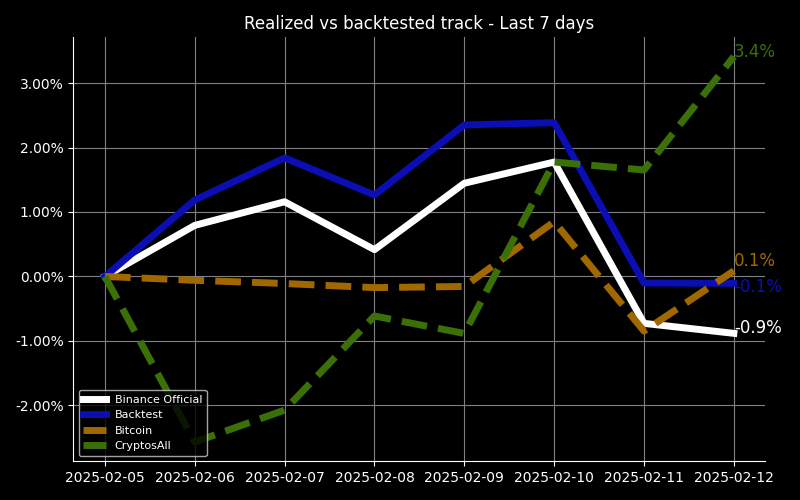 Realized vs backtested track - Last 7 days
3.4%
3.00%
2.00%
1.00%
0.1%
0.00%
-0.1%
-0.9%
-1.00%
-2.00%
Binance Official
Backtest
Bitcoin
CryptosAll
2025-02-05 2025-02-06 2025-02-07 2025-02-08 2025-02-09 2025-02-10 2025-02-11 2025-02-12